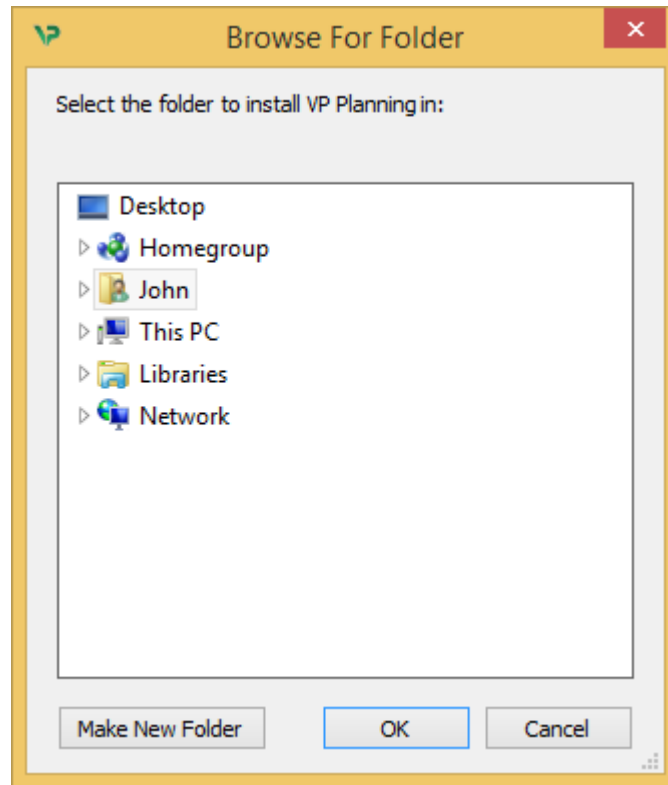 VP
Browse For Folder
Select the folder to install VP Planning in:
Desktop
Homegroup
John
This PC
Libraries
Network
Make New Folder
OK
Cancel